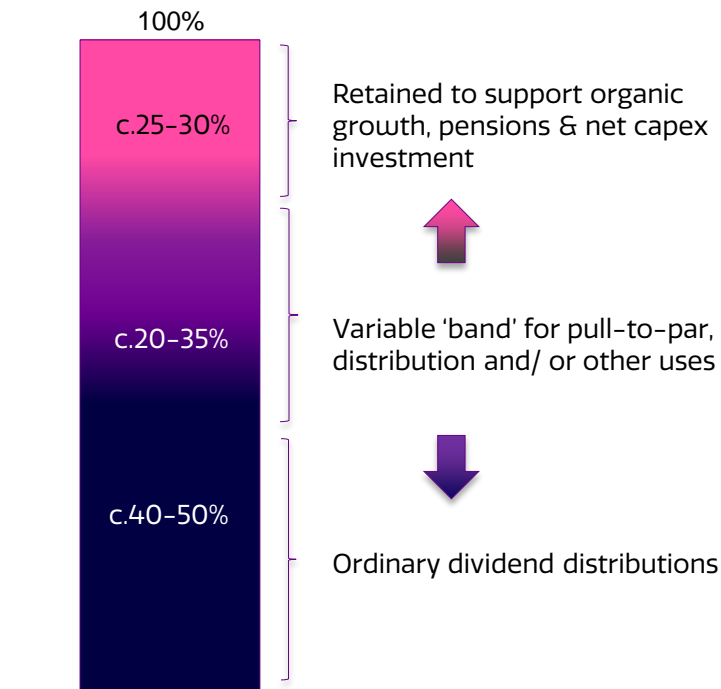 100%
c.25-30%
Retained to support organic
growth, pensions & net capex
investment
c.20-35%
Variable ‘band’ for pull-to-par,
distribution and/ or other uses
c.40-50%
Ordinary dividend distributions